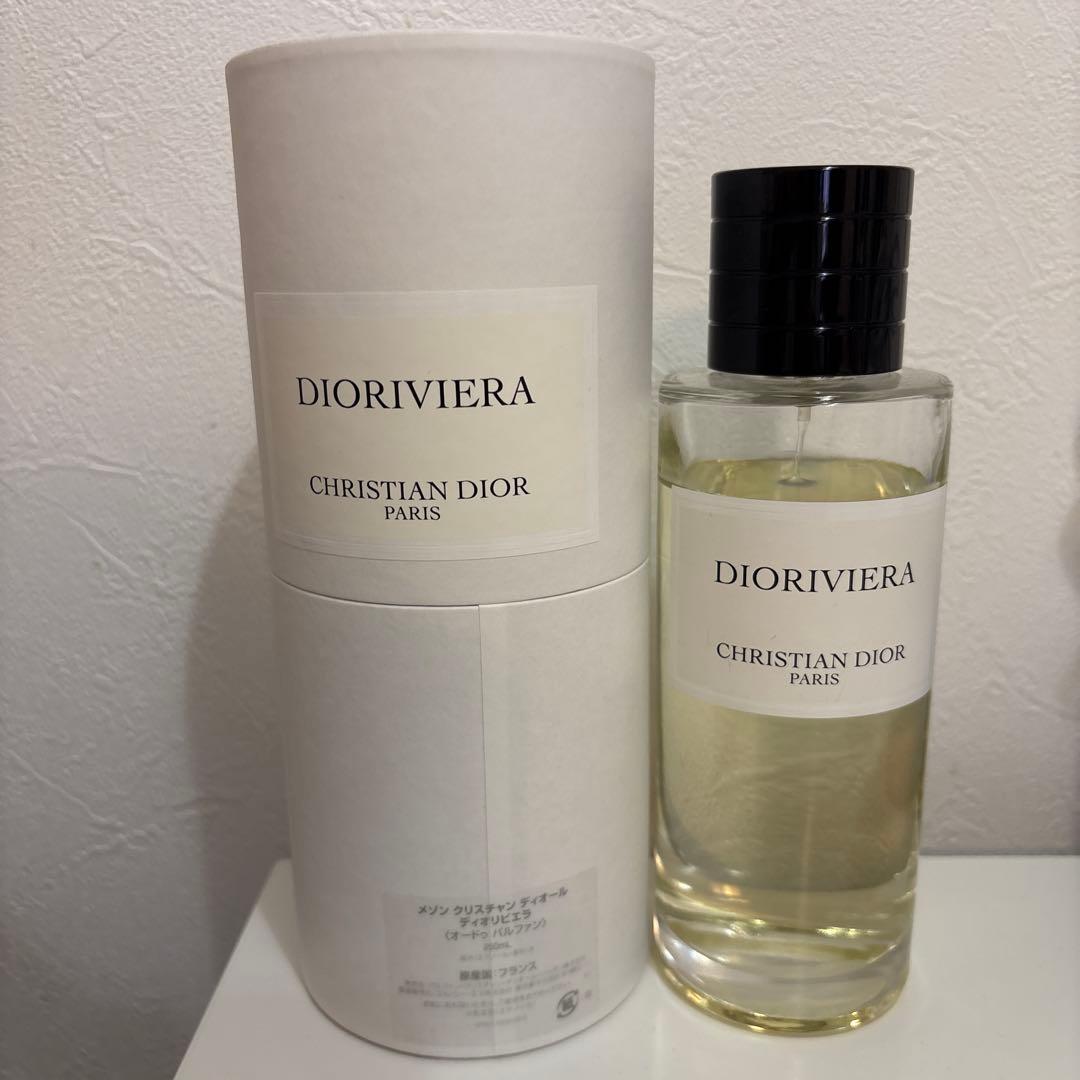 DIORIVIERA
CHRISTIAN DIOR
PARIS
メゾン クリスチャン ディオール
ディオリビエラ
〈オードゥ パルファン〉
250mL
原産国：フランス
DIORIVIERA
CHRISTIAN DIOR
PARIS